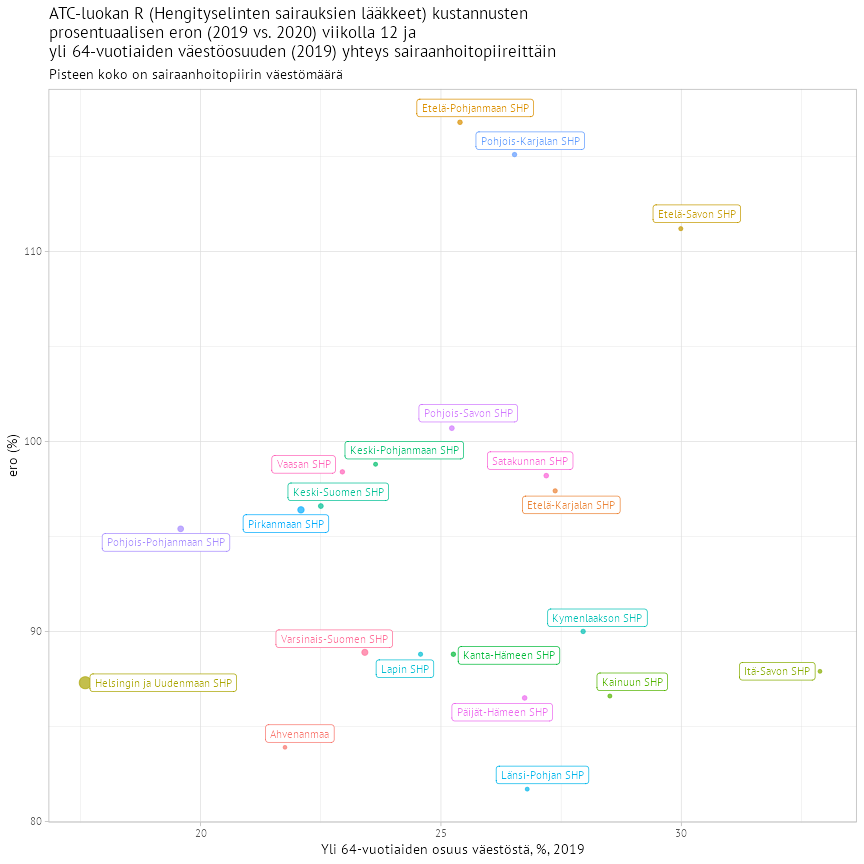 ATC-luokan R (Hengityselinten sairauksien lääkkeet) kustannusten
prosentuaalisen eron (2019 vs. 2020) viikolla 12 ja
yli 64-vuotiaiden väestöosuuden (2019) yhteys sairaanhoitopiireittäin
Pisteen koko on sairaanhoitopiirin väestömäärä
Etelä-Pohjanmaan SHP
Pohjois-Karjalan SHP
Etelä-Savon SHP
110
Pohjois-Savon SHP
100
Keski-Pohjanmaan SHP
Vaasan SHP
Satakunnan SHP
ero (%)
Keski-Suomen SHP
Etelä-Karjalan SHP
Pirkanmaan SHP
Pohjois-Pohjanmaan SHP
Kymenlaakson SHP
90
Varsinais-Suomen SHP
Kanta-Hämeen SHP
Lapin SHP
Itä-Savon SHP
Helsingin ja Uudenmaan SHP
Kainuun SHP
Päijät-Hämeen SHP
Ahvenanmaa
Länsi-Pohjan SHP
80
20
25
30
Yli 64-vuotiaiden osuus väestöstä, %, 2019